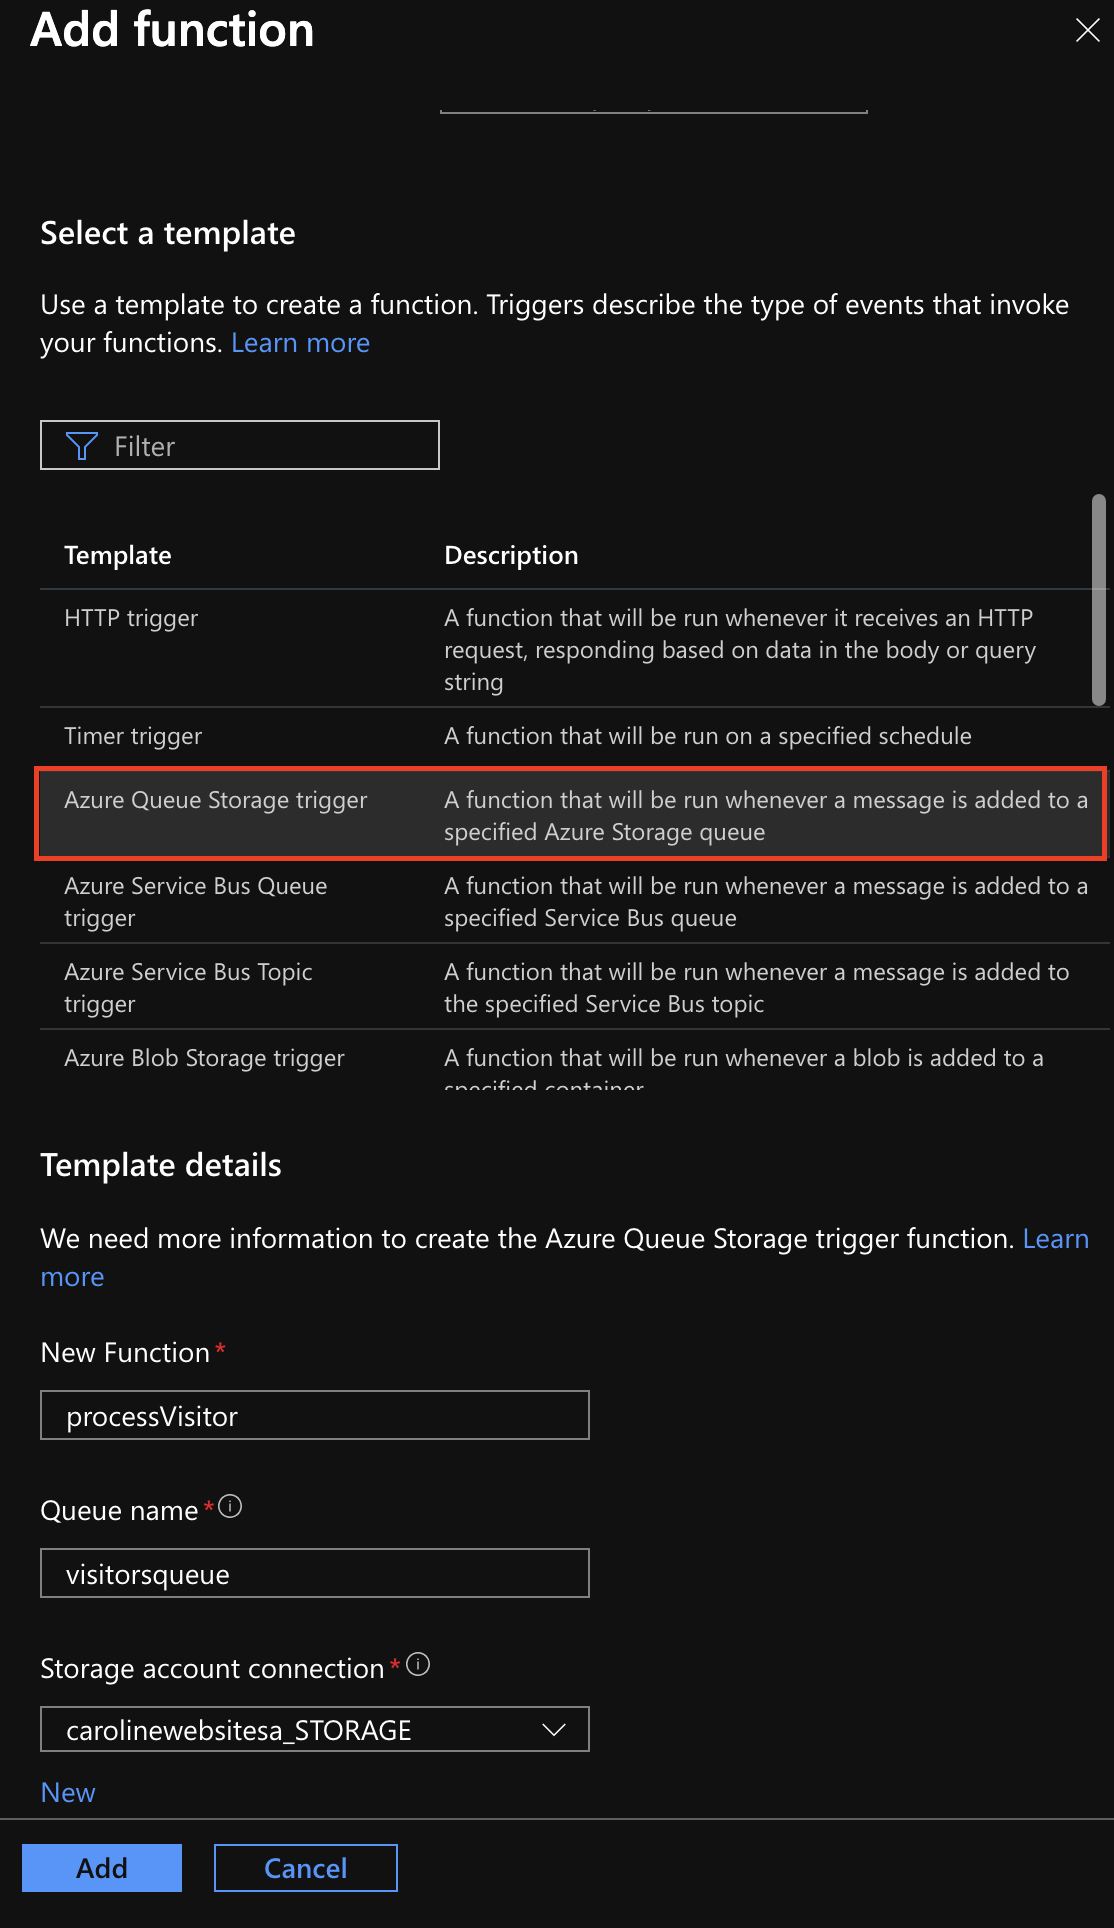 Add function
Select a template
Use a template to create a function. Triggers describe the type of events that invoke
your functions. Learn more
Filter
Template Description
HTTP trigger A function that will be run whenever it receives an HTTP
request, responding based on data in the body or query
string
Timer trigger A function that will be run on a specified schedule
Azure Queue Storage trigger A function that will be run whenever a message is added to a
specified Azure Storage queue
Azure Service Bus Queue A function that will be run whenever a message is added to a
trigger specified Service Bus queue
Azure Service Bus Topic A function that will be run whenever a message is added to
trigger the specified Service Bus topic
Azure Blob Storage trigger A function that will be run whenever a blob is added to a
specified container
Template details
We need more information to create the Azure Queue Storage trigger function. Learn
more
New Function *
processVisitor
Queue name *
visitorsqueue
Storage account connection *
carolinewebsitesa_STORAGE
New
Add Cancel